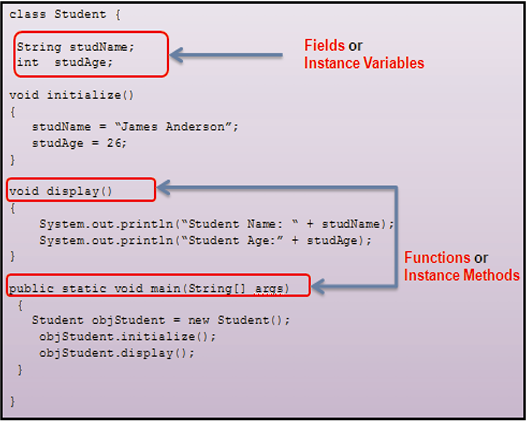 class Student {
String studName;
int studAge;
Fields or
Instance Variables
void initialize()
{
studName = “James Anderson”;
studAge = 26;
}
void display()
{
System.out.println(“Student Name: “ + studName);
System.out.println(“Student Age:” + studAge);
}
Functions or
Instance Methods
public static void main(String[] args)
{
Student objStudent = new Student();
objStudent.initialize();
objStudent.display();
}
}